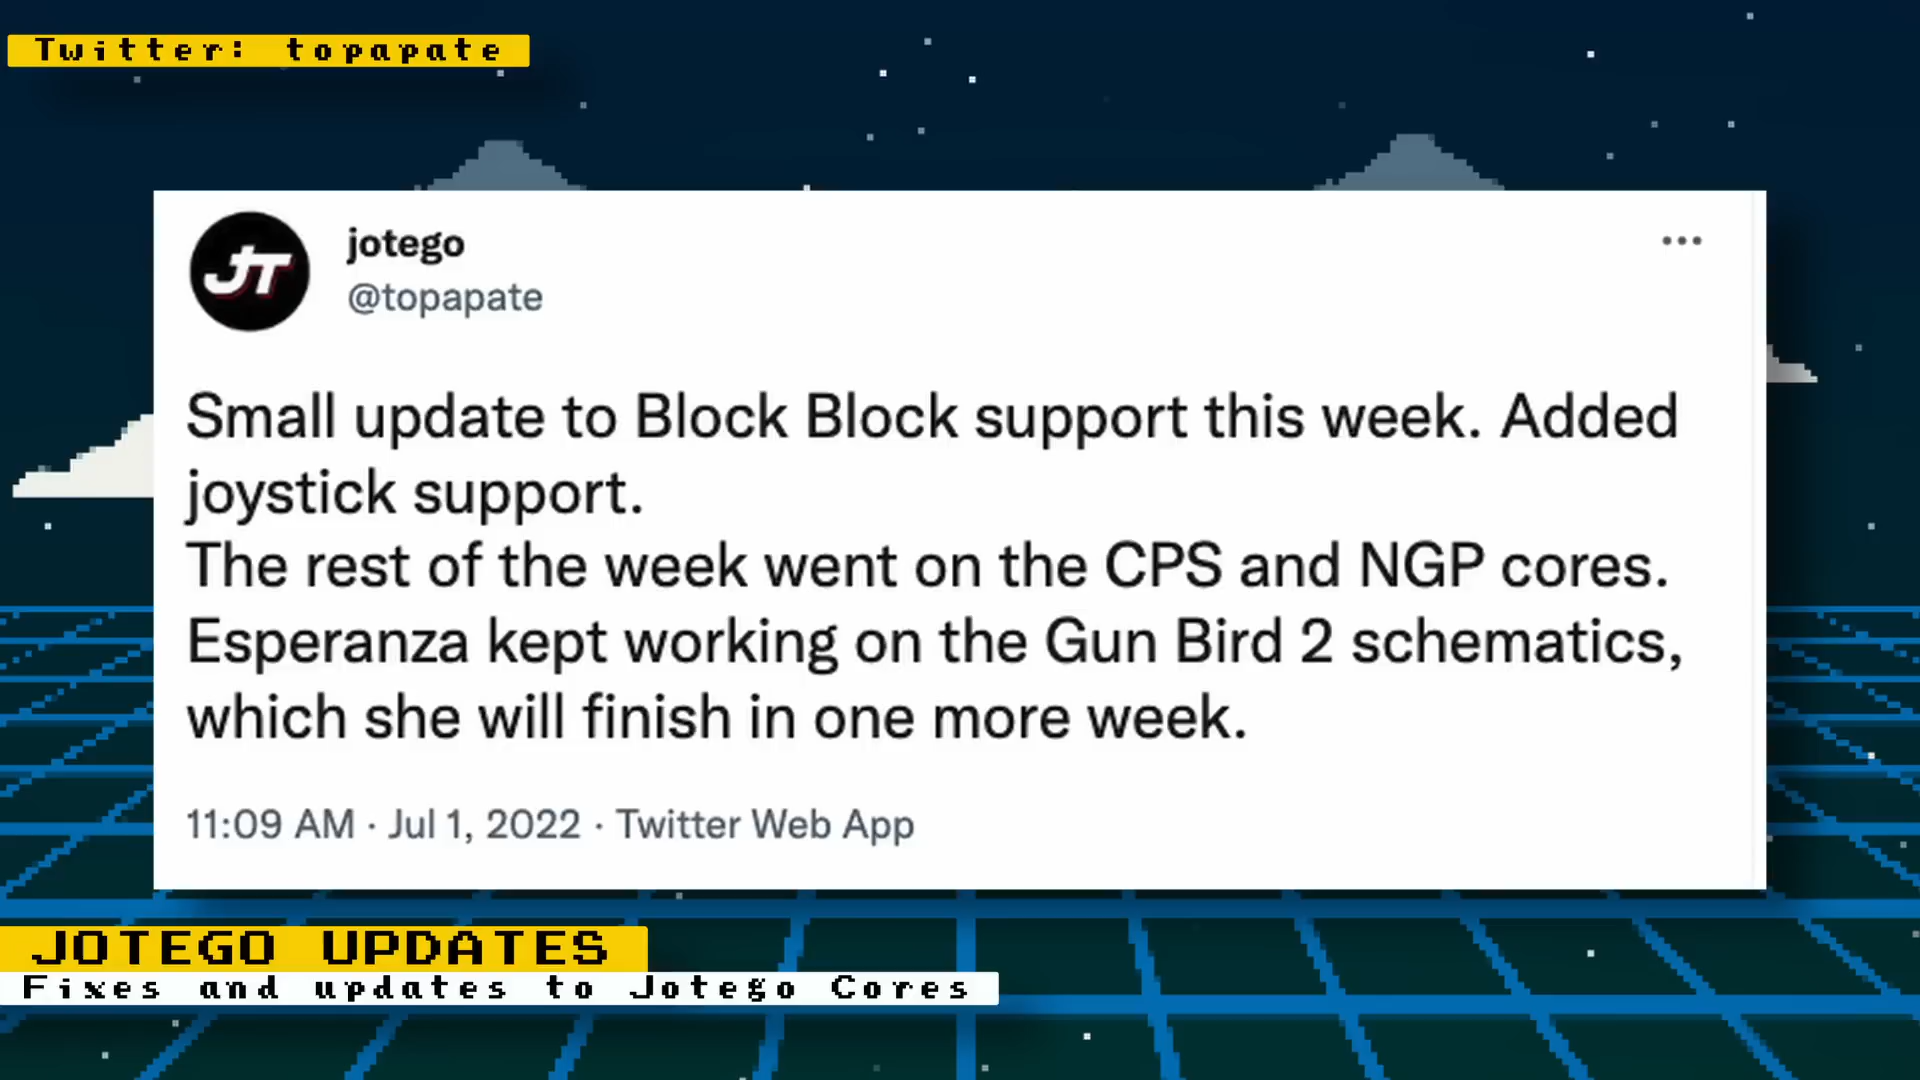 Twitter: topapate
JT
jotego
@topapate
Small update to Block Block support this week. Added
joystick support.
The rest of the week went on the CPS and NGP cores.
Esperanza kept working on the Gun Bird 2 schematics,
which she will finish in one more week.
11:09 AM · Jul 1, 2022 · Twitter Web App
JOTEGO UPDATES
Fixes and updates to Jotego Cores